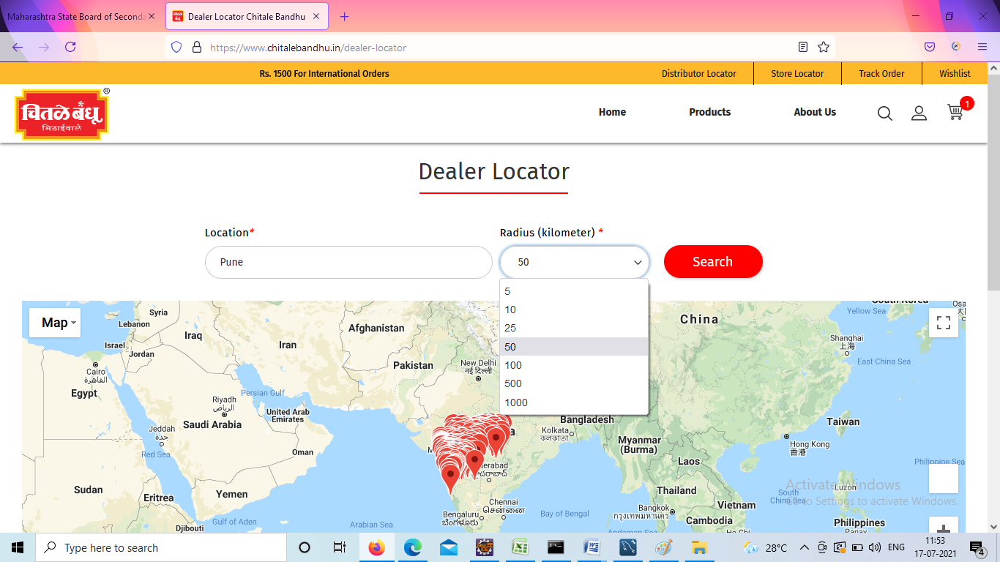 Maharashtra State Board of Seconda
Dealer Locator Chitale Bandhu
https://www.chitalebandhu.in/dealer-locator
Rs. 1500 For International Orders
Distributor Locator
Store Locator
Track Order
Wishlist
चितळे बंधू
मिठाईवाले
®
Home
Products
About Us
1
Dealer Locator
Location*
Radius (kilometer) *
Pune
50
Search
5
10
25
50
100
500
1000
Map
Syria
Lebanon
Iraq
Israel
Jordan
Iran
Afghanistan
Pakistan
New Delhi
नई दिल्ली
China
South Korea
Yellow Sea
Shanghai
上海
East China Sea
Cairo
القاهرة
Egypt
Persian Gulf
Riyadh
الرياض
Saudi Arabia
United Arab
Emirates
Jeddah
جدة
Red Sea
Oman
Kolkata
কলকাতা
Bangladesh
Myanmar
(Burma)
Taiwan
Hong Kong
香港
Laos
Philippine Sea
Sudan
Eritrea
Yemen
Thailand
Vietnam
South
China Sea
Luzon
Chennai
சென்னை
Bengaluru
ಬೆಂಗಳೂರು
Bangkok
กรุงเทพมหานคร
Cambodia
Philippines
Djibouti
Gulf of Aden
Arabian Sea
Bay of Bengal
Andaman Sea
Panay
Activate Windows
Go to Settings to activate Windows.
Type here to search
28°C
ENG
11:53
17-07-2021
4